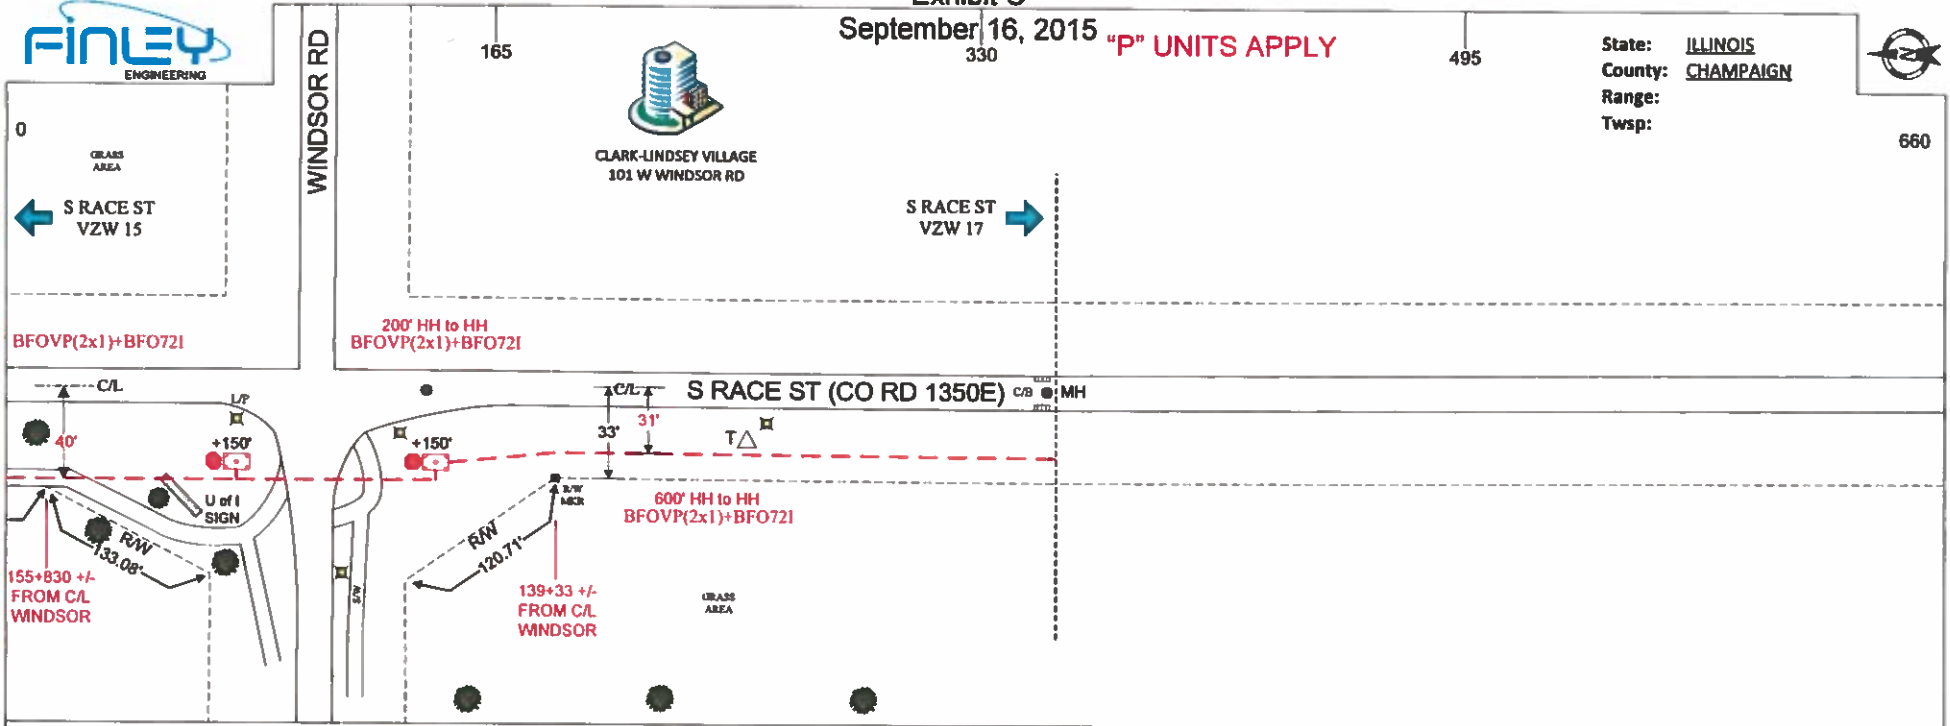 Exhibit C
September 16, 2015
"P" UNITS APPLY
FINLEY
ENGINEERING
165
330
495
State: ILLINOIS
County: CHAMPAIGN
Range:
Twsp:
N
0
660
GRASS
AREA
WINDSOR RD
CLARK-LINDSEY VILLAGE
101 W WINDSOR RD
S RACE ST
VZW 15
S RACE ST
VZW 17
BFOVP(2x1)+BFO72I
200' HH to HH
BFOVP(2x1)+BFO72I
C/L
L/P
40'
+150'
+150'
C/L
S RACE ST (CO RD 1350E)
C/B
MH
33'
31'
T
U of I
SIGN
R/W
MKR
600' HH to HH
BFOVP(2x1)+BFO72I
R/W
133.08'
R/W
120.71'
155+830 +/-
FROM C/L
WINDSOR
S/W
139+33 +/-
FROM C/L
WINDSOR
GRASS
AREA